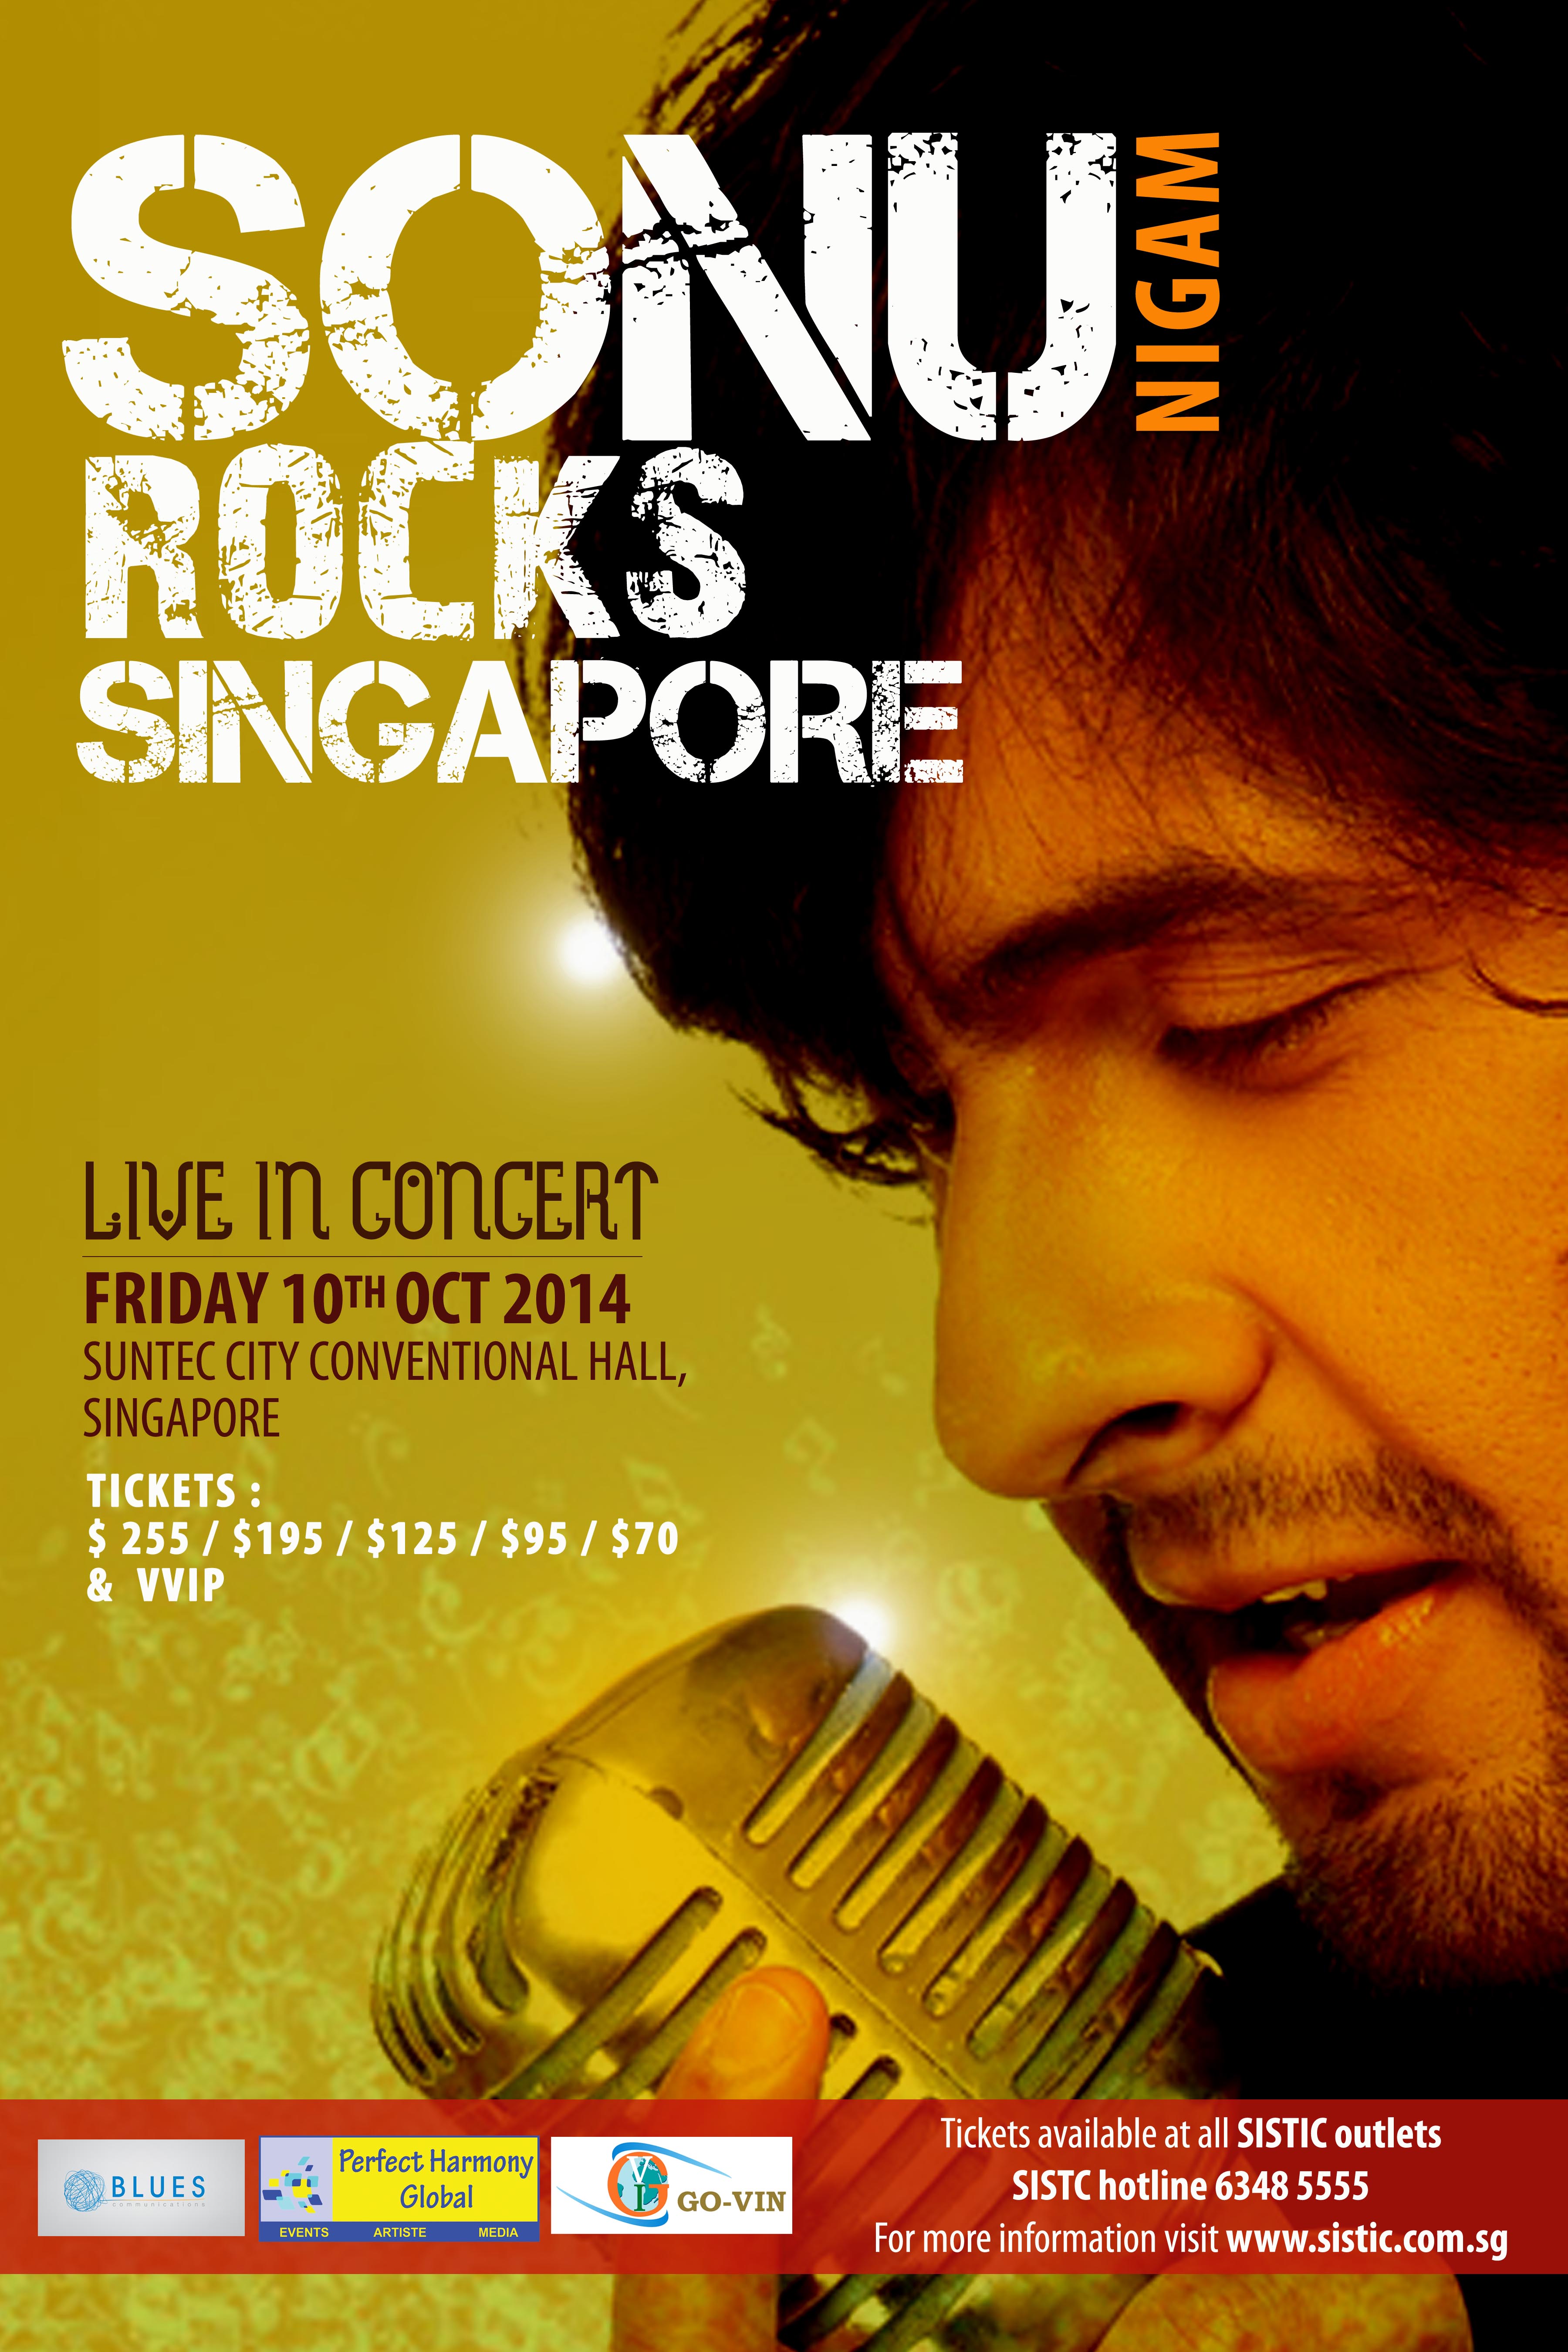 SONU
NIGAM
ROCKS
SINGAPORE
LIVE IN CONCERT
FRIDAY 10TH OCT 2014
SUNTEC CITY CONVENTIONAL HALL,
SINGAPORE
TICKETS :
$ 255 / $195 / $125 / $95 / $70
& VVIP
BLUES
communications
Perfect Harmony
Global
EVENTS ARTISTE MEDIA
VGI
GO-VIN
Tickets available at all SISTIC outlets
SISTC hotline 6348 5555
For more information visit www.sistic.com.sg